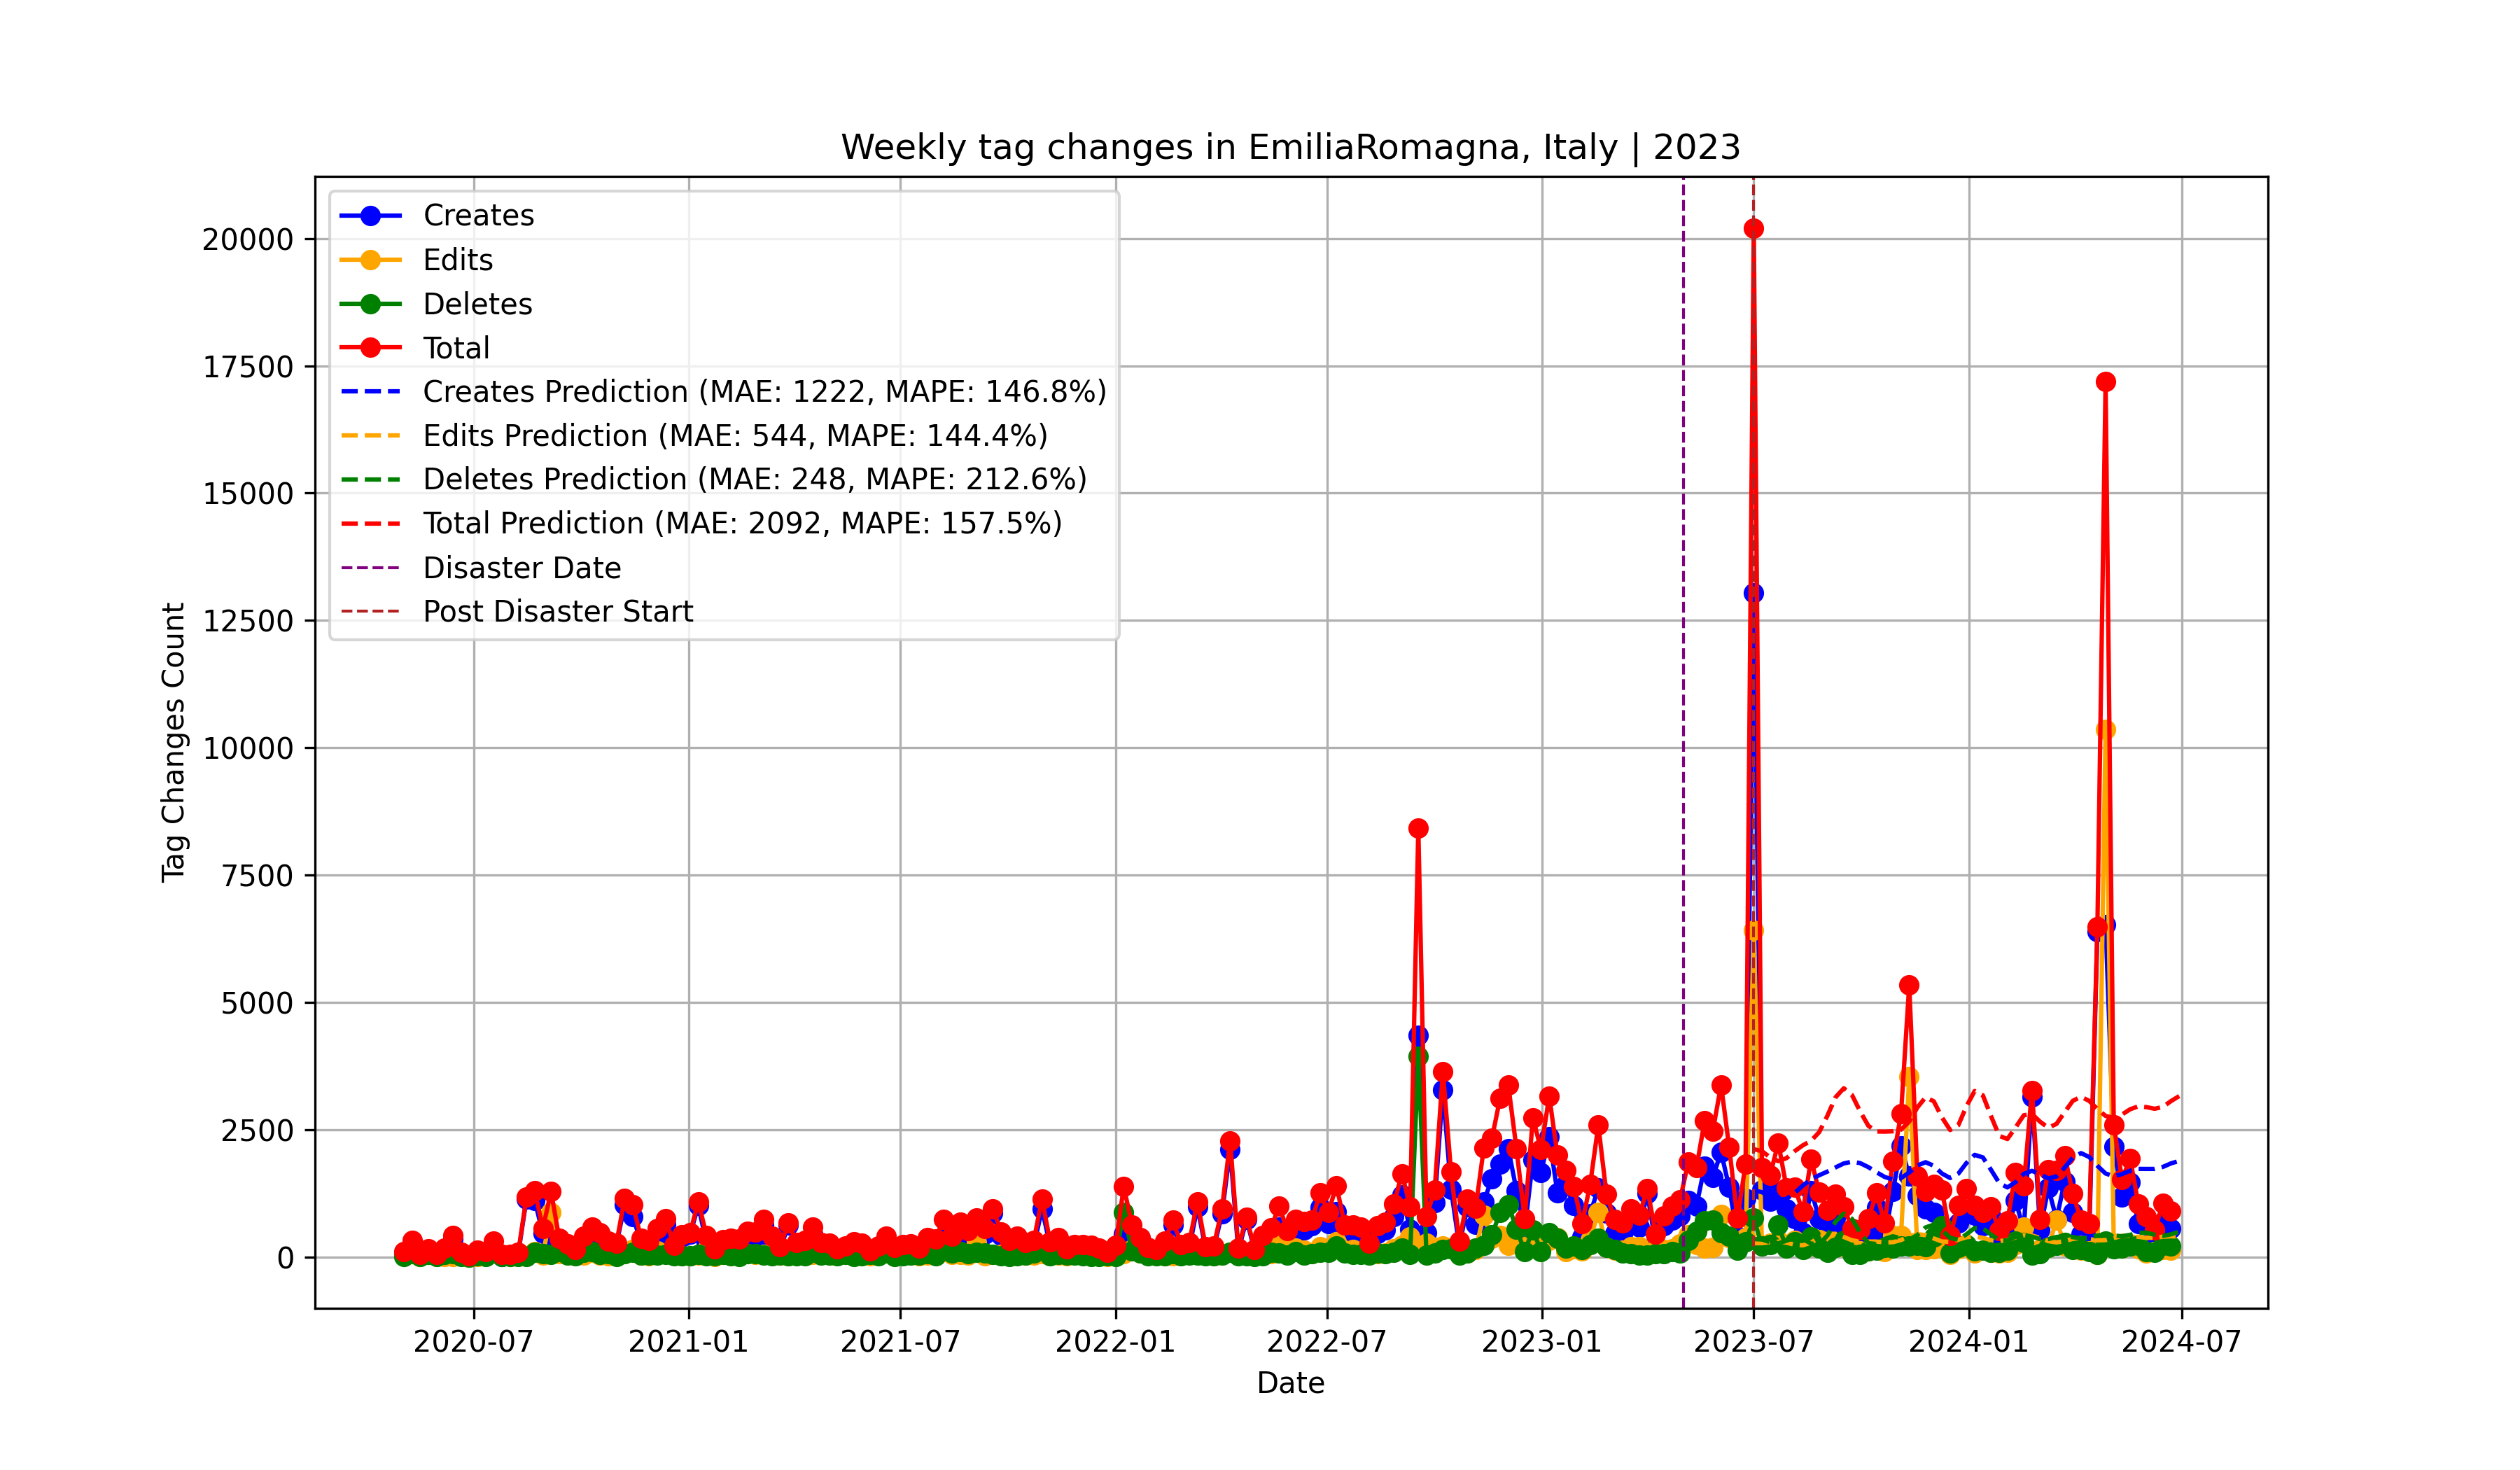 Weekly tag changes in EmiliaRomagna, Italy | 2023
Creates
Edits
Deletes
Total
Creates Prediction (MAE: 1222, MAPE: 146.8%)
Edits Prediction (MAE: 544, MAPE: 144.4%)
Deletes Prediction (MAE: 248, MAPE: 212.6%)
Total Prediction (MAE: 2092, MAPE: 157.5%)
Disaster Date
Post Disaster Start
Tag Changes Count
20000
17500
15000
12500
10000
7500
5000
2500
0
2020-07
2021-01
2021-07
2022-01
2022-07
2023-01
2023-07
2024-01
2024-07
Date